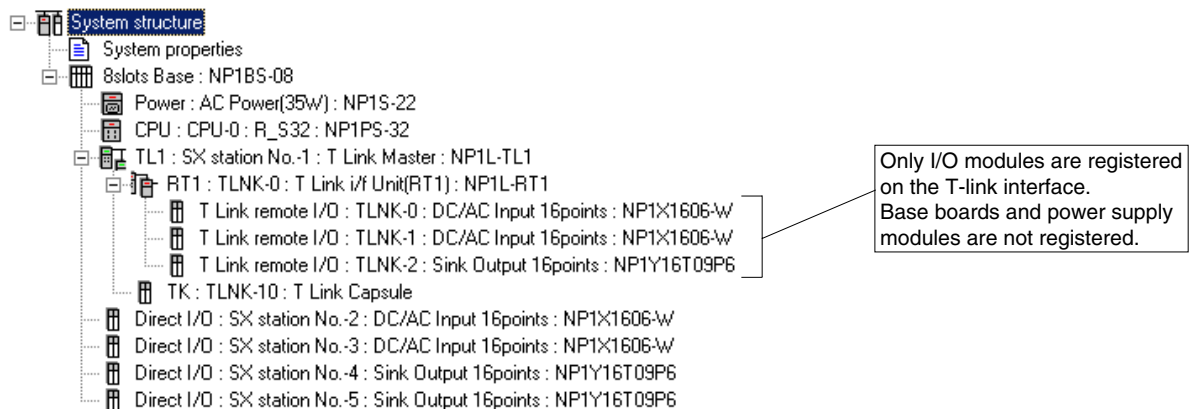 System structure
System properties
8slots Base : NP1BS-08
Power : AC Power(35W) : NP1S-22
CPU : CPU-0 : R_S32 : NP1PS-32
TL1 : SX station No.-1 : T Link Master : NP1L-TL1
RT1 : TLNK-0 : T Link i/f Unit(RT1) : NP1L-RT1
T Link remote I/O : TLNK-0 : DC/AC Input 16points : NP1X1606-W
T Link remote I/O : TLNK-1 : DC/AC Input 16points : NP1X1606-W
T Link remote I/O : TLNK-2 : Sink Output 16points : NP1Y16T09P6
TK : TLNK-10 : T Link Capsule
Direct I/O : SX station No.-2 : DC/AC Input 16points : NP1X1606-W
Direct I/O : SX station No.-3 : DC/AC Input 16points : NP1X1606-W
Direct I/O : SX station No.-4 : Sink Output 16points : NP1Y16T09P6
Direct I/O : SX station No.-5 : Sink Output 16points : NP1Y16T09P6
Only I/O modules are registered
on the T-link interface.
Base boards and power supply
modules are not registered.